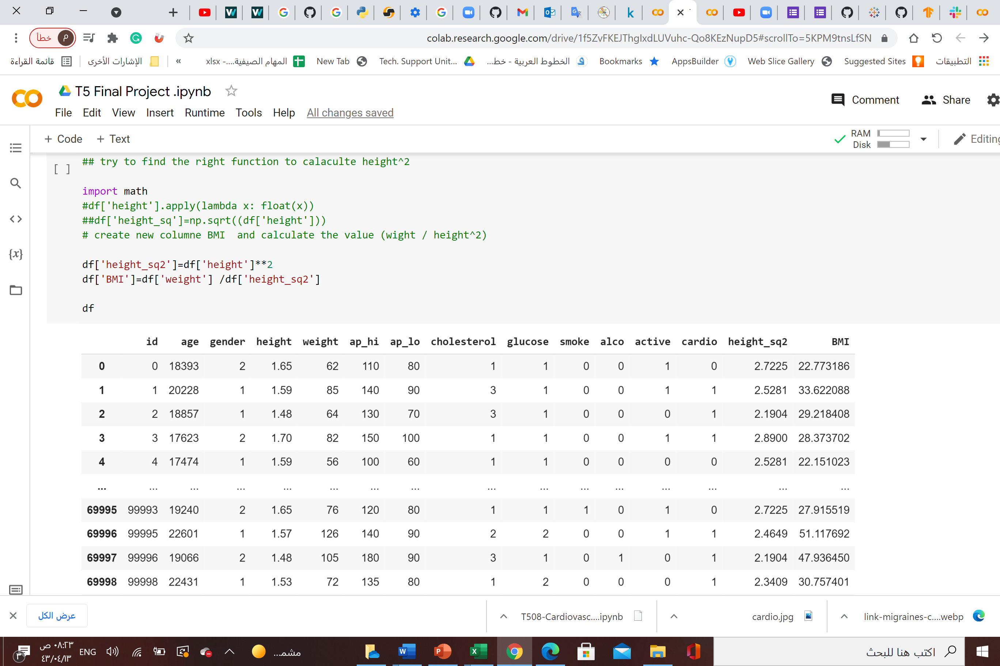 خطأ
م
colab.research.google.com/drive/1f5ZvFKEJThgIxdLUVuhc-Qo8KEzNupD5#scrollTo=5KPM9tnsLfSN
قائمة القراءة
الإشارات الأخرى
»
المهام الصيفية....- xlsx
New Tab
Tech. Support Unit...
الخطوط العربية - خط...
Bookmarks
AppsBuilder
Web Slice Gallery
Suggested Sites
التطبيقات
T5 Final Project .ipynb
Comment
Share
File Edit View Insert Runtime Tools Help All changes saved
+ Code + Text
RAM
Disk
Editing
[ ]
## try to find the right function to calaculte height^2
import math
#df['height'].apply(lambda x: float(x))
##df['height_sq']=np.sqrt((df['height']))
# create new columne BMI  and calculate the value (wight / height^2)
df['height_sq2']=df['height']**2
df['BMI']=df['weight'] /df['height_sq2']
df
id age gender height weight ap_hi ap_lo cholesterol glucose smoke alco active cardio height_sq2 BMI
0 0 18393 2 1.65 62 110 80 1 1 0 0 1 0 2.7225 22.773186
1 1 20228 1 1.59 85 140 90 3 1 0 0 1 1 2.5281 33.622088
2 2 18857 1 1.48 64 130 70 3 1 0 0 0 1 2.1904 29.218408
3 3 17623 2 1.70 82 150 100 1 1 0 0 1 1 2.8900 28.373702
4 4 17474 1 1.59 56 100 60 1 1 0 0 0 0 2.5281 22.151023
... ... ... ... ... ... ... ... ... ... ... ... ... ... ... ...
69995 99993 19240 2 1.65 76 120 80 1 1 1 0 1 0 2.7225 27.915519
69996 99995 22601 1 1.57 126 140 90 2 2 0 0 1 1 2.4649 51.117692
69997 99996 19066 2 1.48 105 180 90 3 1 0 1 0 1 2.1904 47.936450
69998 99998 22431 1 1.53 72 135 80 1 2 0 0 0 1 2.3409 30.757401
عرض الكل
T508-Cardiovasc....ipynb
cardio.jpg
link-migraines-c....webp
٠٨:٢٣ ص
٤٣/٠٤/١٣
٣
ENG
مشم...
اكتب هنا للبحث